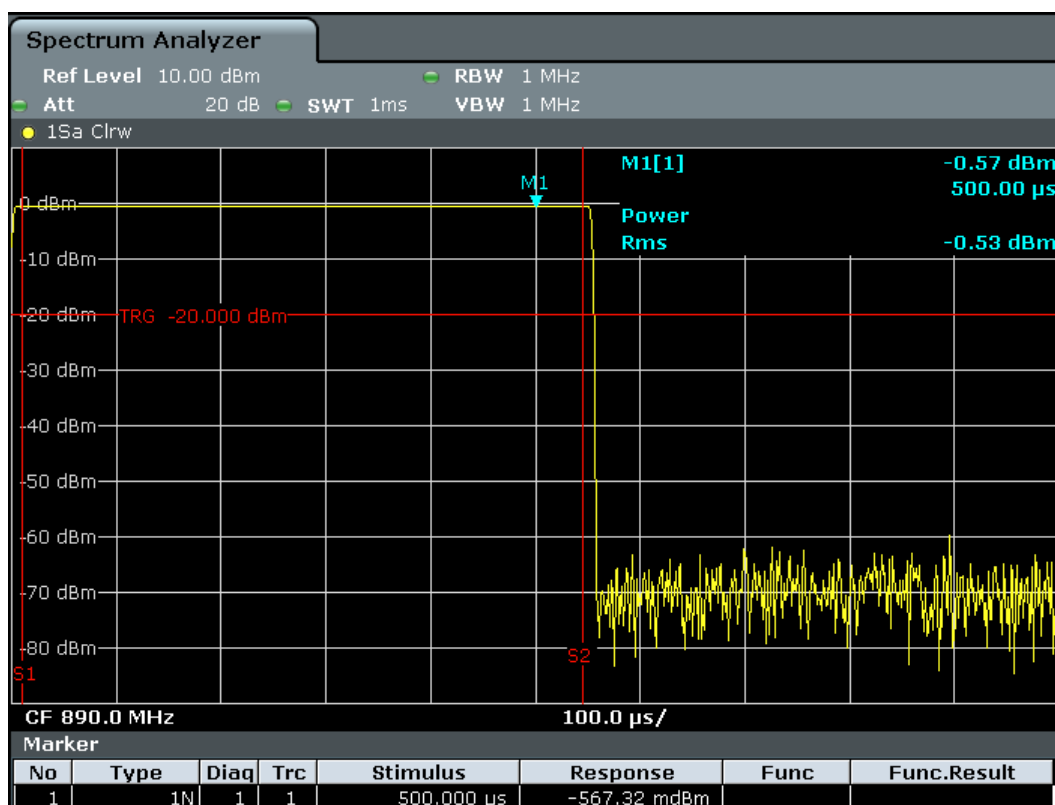 Spectrum Analyzer
Ref Level 10.00 dBm RBW 1 MHz
Att 20 dB SWT 1ms VBW 1 MHz
1Sa Clrw
M1[1] -0.57 dBm
500.00 µs
M1
0 dBm
Power
Rms -0.53 dBm
-10 dBm
-20 dBm TRG -20.000 dBm
-30 dBm
-40 dBm
-50 dBm
-60 dBm
-70 dBm
-80 dBm
S2
S1
CF 890.0 MHz 100.0 µs/
Marker
No Type Diaq Trc Stimulus Response Func Func.Result
1 1N 1 1 500.000 µs -567.32 mdBm